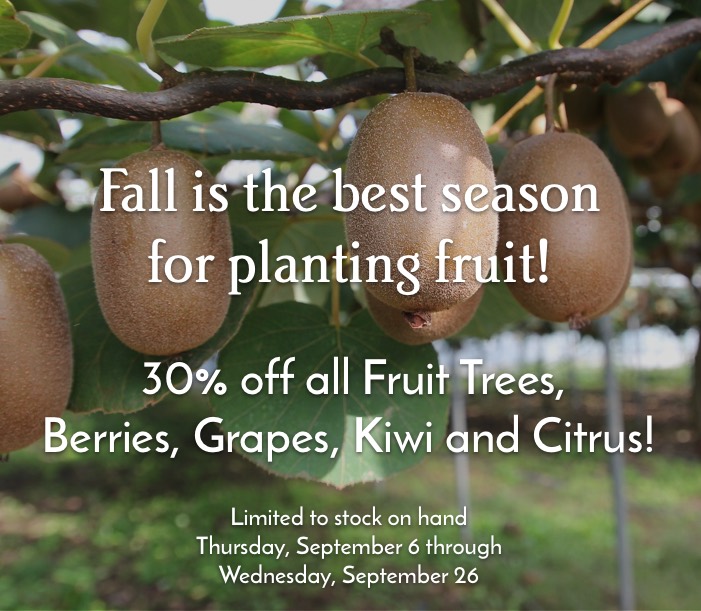 Fall is the best season
for planting fruit!
30% off all Fruit Trees,
Berries, Grapes, Kiwi and Citrus!
Limited to stock on hand
Thursday, September 6 through
Wednesday, September 26